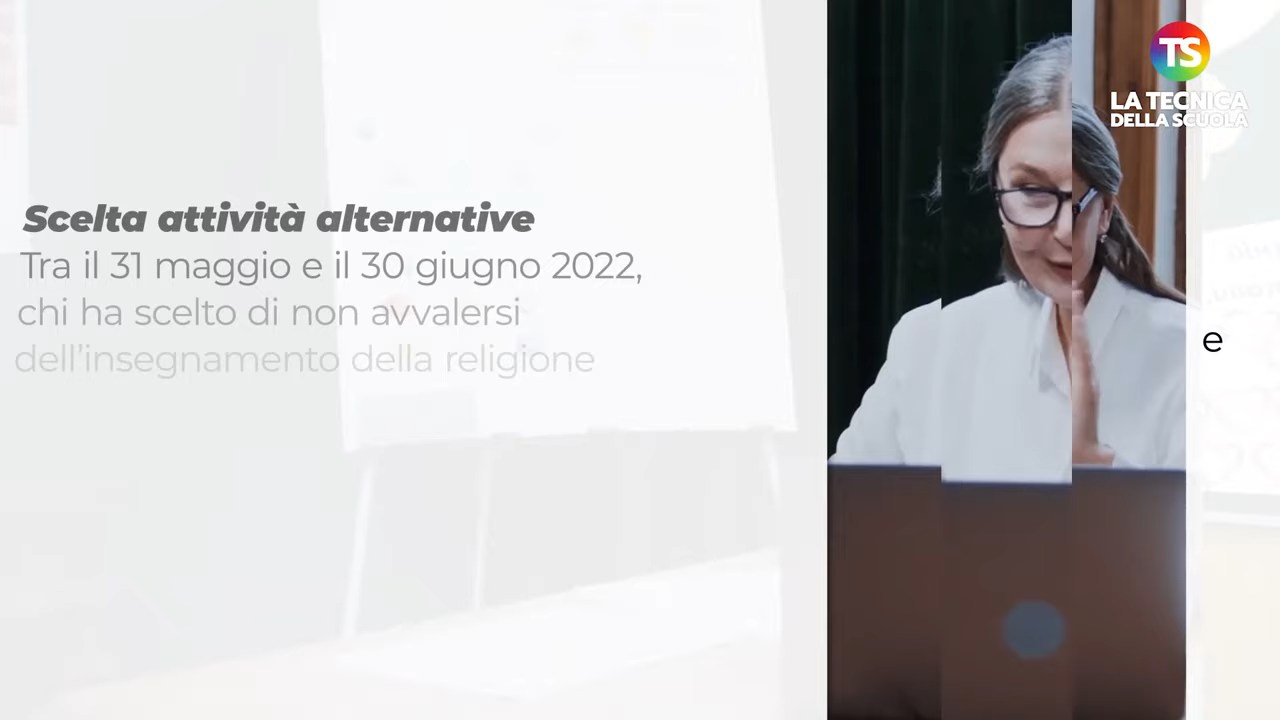 TS
LA TECNICA
DELLA SCUOLA
Scelta attività alternative
Tra il 31 maggio e il 30 giugno 2022,
chi ha scelto di non avvalersi
dell’insegnamento della religione
e